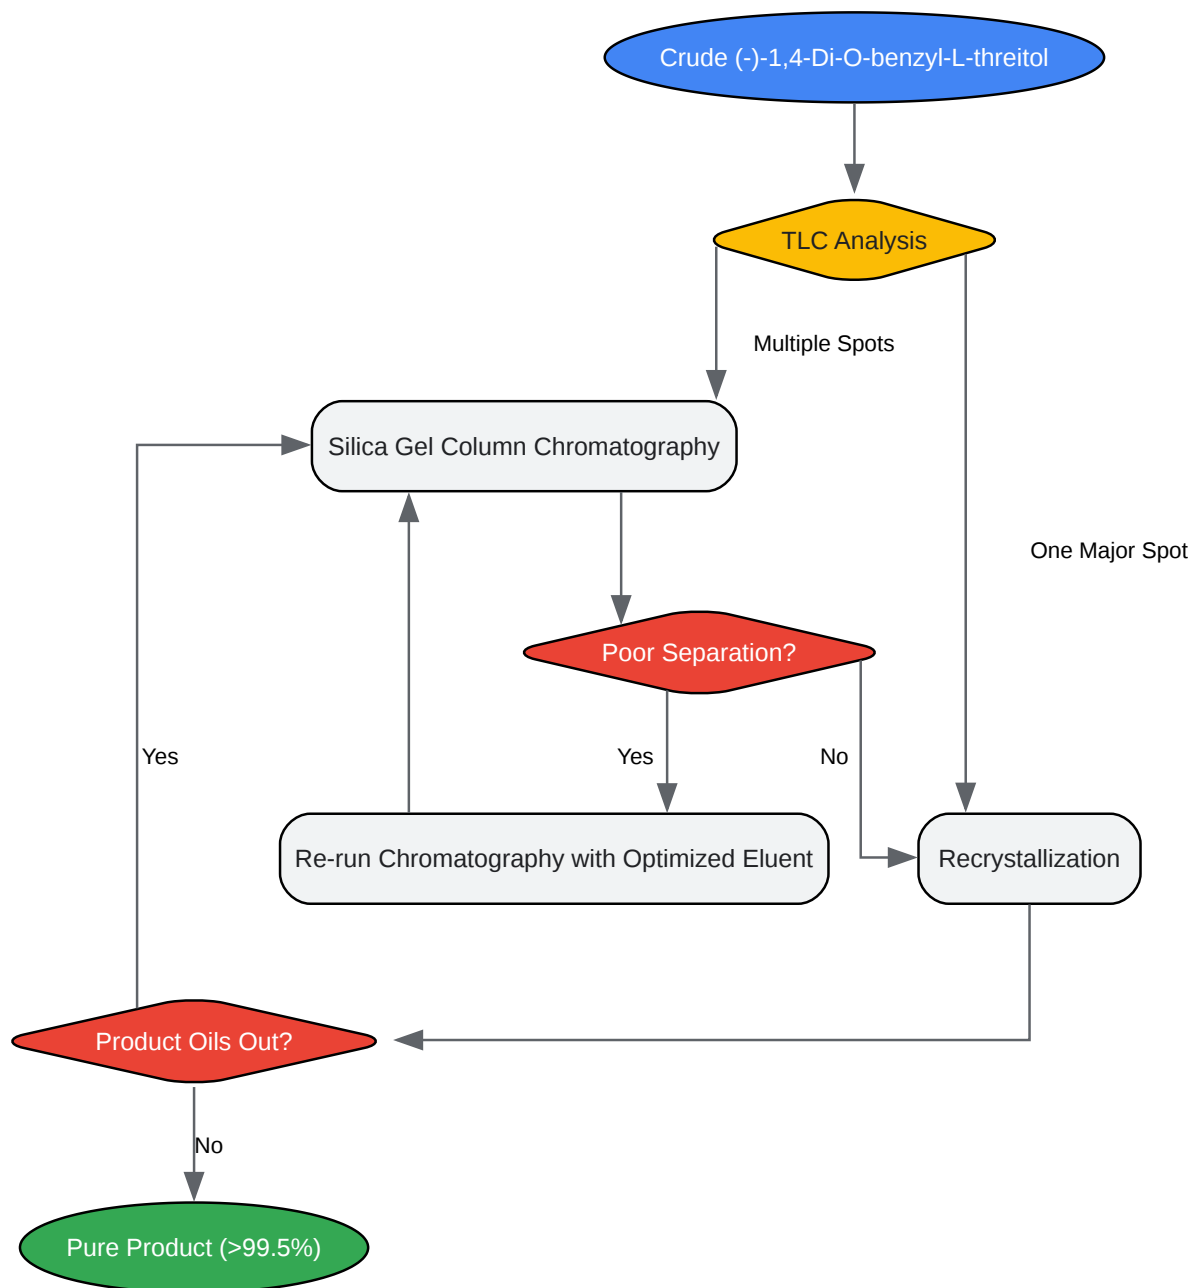 Crude (-)-1,4-Di-O-benzyl-L-threitol
TLC Analysis
Multiple Spots
Silica Gel Column Chromatography
One Major Spot
Poor Separation?
Yes
Yes
No
Re-run Chromatography with Optimized Eluent
Recrystallization
Product Oils Out?
No
Pure Product (>99.5%)